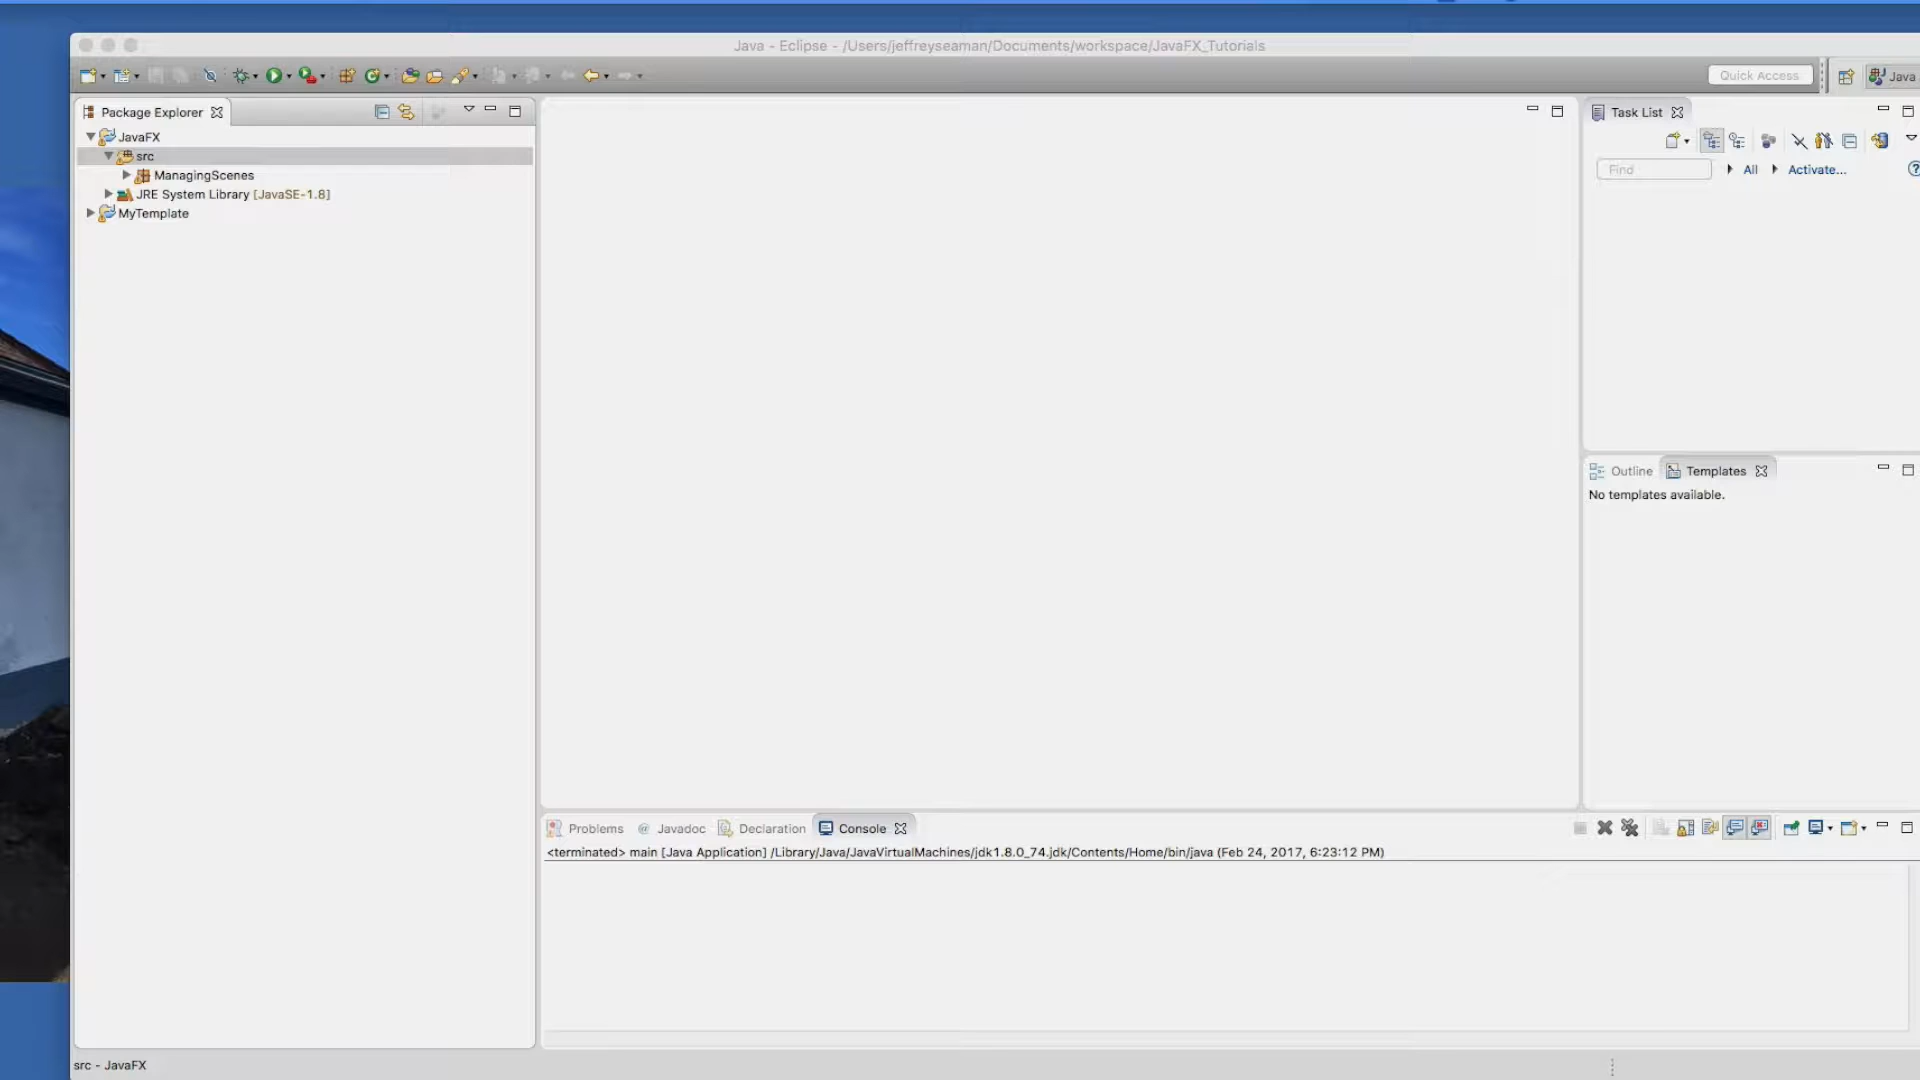 Java - Eclipse - /Users/jeffreyseaman/Documents/workspace/JavaFX_Tutorials
Quick Access
Java
Package Explorer
JavaFX
src
ManagingScenes
JRE System Library [JavaSE-1.8]
MyTemplate
Task List
Find
All
Activate...
Outline
Templates
No templates available.
Problems
@ Javadoc
Declaration
Console
<terminated> main [Java Application] /Library/Java/JavaVirtualMachines/jdk1.8.0_74.jdk/Contents/Home/bin/java (Feb 24, 2017, 6:23:12 PM)
src - JavaFX